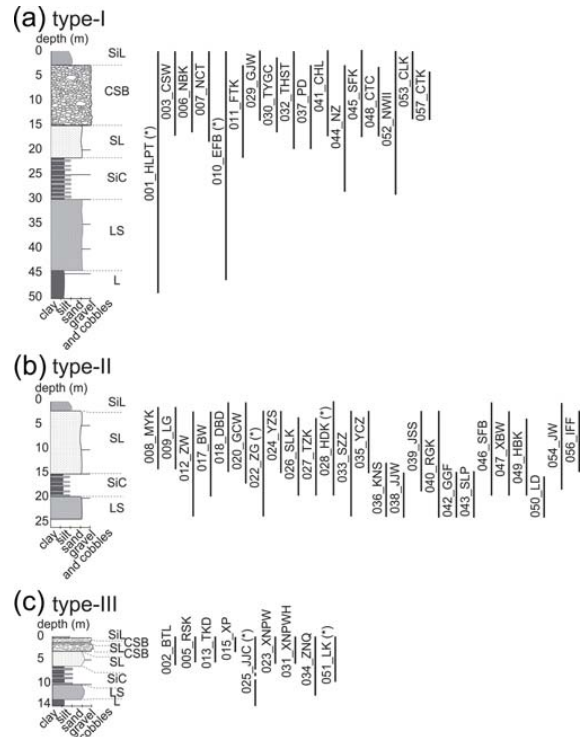 (a) type-I
depth (m)
0
5
10
15
20
25
30
35
40
45
50
SiL
CSB
SL
SiC
LS
L
clay
silt
sand
gravel
and cobbles
001_HLPT (*)
003_CSW
006_NBK
007_NCT
010_EFB (*)
011_FTK
029_GJW
030_TYGC
032_THST
037_PD
041_CHL
044_NZ
045_SFK
048_CTC
052_NWII
053_CLK
057_CTK
(b) type-II
depth (m)
0
5
10
15
20
25
SiL
SL
SiC
LS
clay
silt
sand
gravel
and cobbles
008_MYK
009_LG
012_ZW
017_BW
018_DBD
020_GCW
022_ZG (*)
024_YZS
026_SLK
027_TZK
028_HDK (*)
033_SZZ
035_YCZ
036_KNS
038_JJW
039_JSS
040_RGK
042_GGF
043_SLP
046_SFB
047_XBW
049_HBK
050_LD
054_JW
056_IFF
(c) type-III
depth (m)
0
5
10
14
SiL
CSB
SL
CSB
SL
SiC
LS
L
clay
silt
sand
gravel
and cobbles
002_BTL
005_RSK
013_TKD
015_XP
025_JJC (*)
023_XNPW
031_XNPWH
034_ZNQ
051_LK (*)